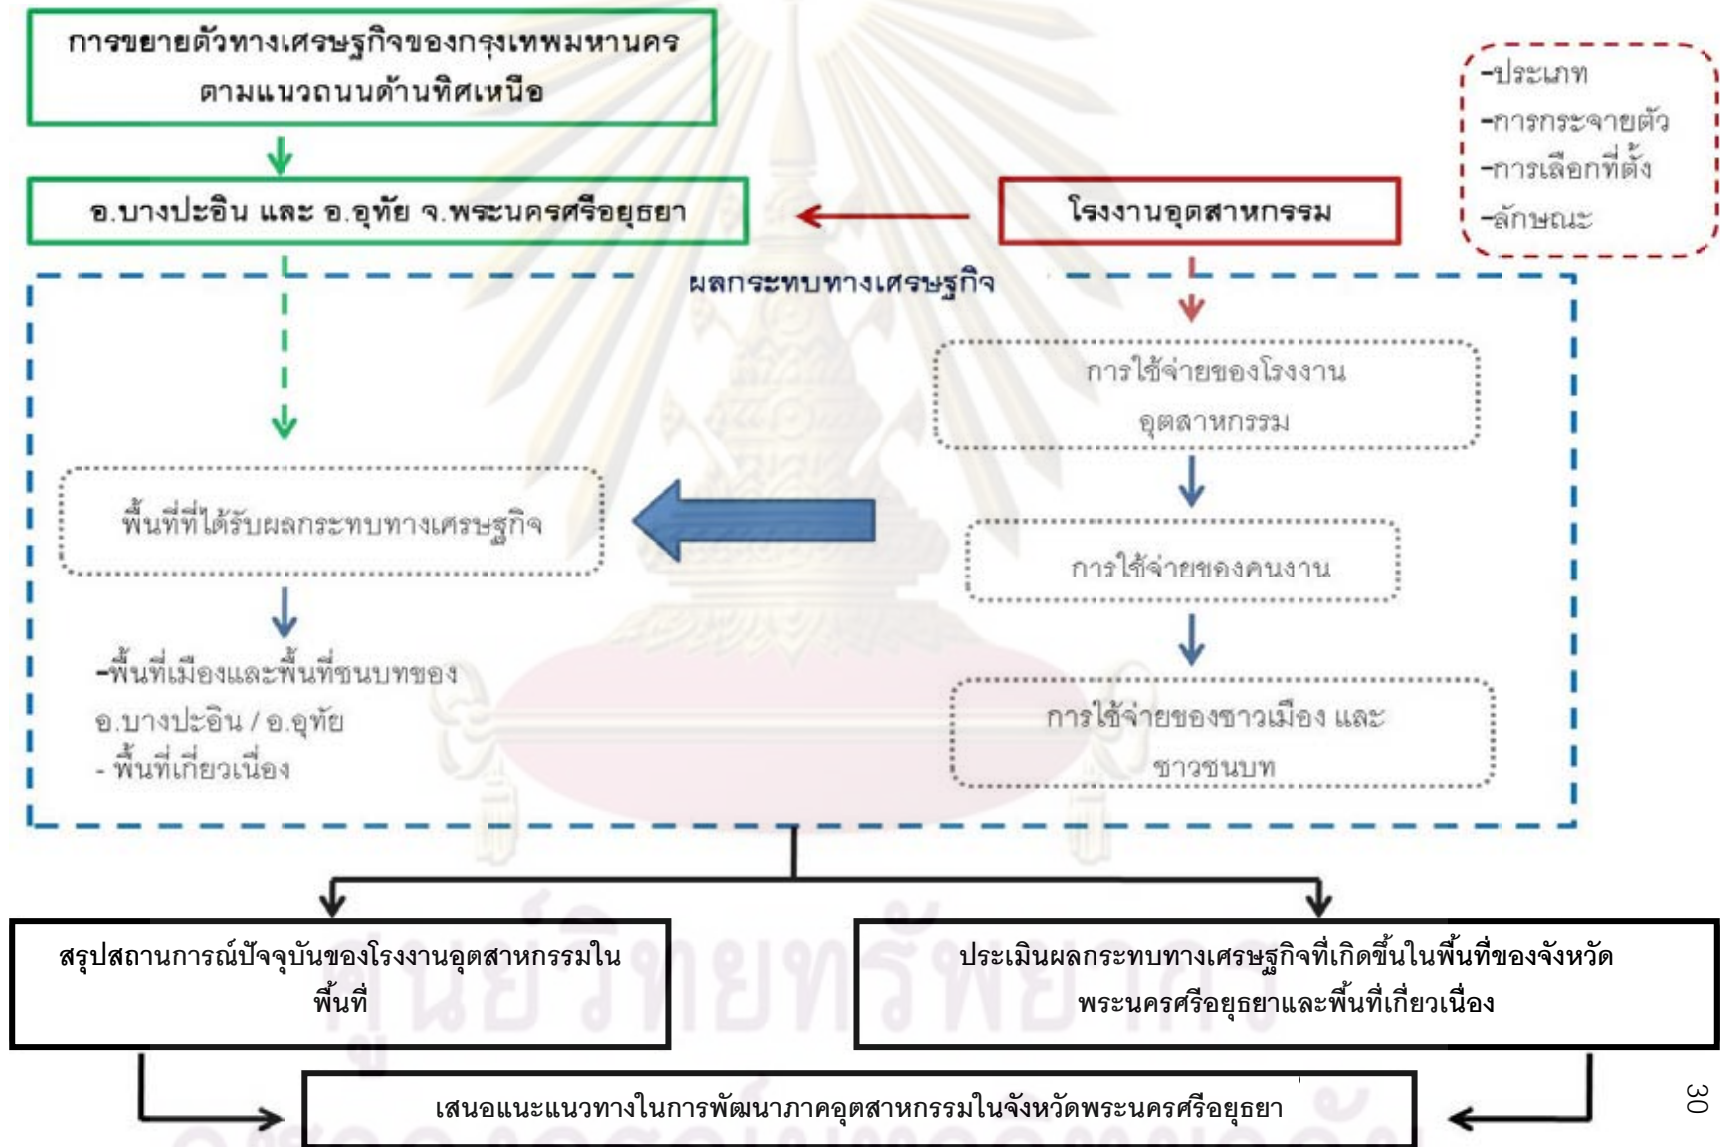 การขยายตัวทางเศรษฐกิจของกรุงเทพมหานคร
ตามแนวถนนด้านทิศเหนือ
-ประเภท
-การกระจายตัว
-การเลือกที่ตั้ง
-ลักษณะ
อ.บางปะอิน และ อ.อุทัย จ.พระนครศรีอยุธยา
โรงงานอุตสาหกรรม
ผลกระทบทางเศรษฐกิจ
การใช้จ่ายของโรงงาน
อุตสาหกรรม
พื้นที่ที่ได้รับผลกระทบทางเศรษฐกิจ
การใช้จ่ายของคนงาน
-พื้นที่เมืองและพื้นที่ชนบทของ
อ.บางปะอิน / อ.อุทัย
- พื้นที่เกี่ยวเนื่อง
การใช้จ่ายของชาวเมือง และ
ชาวชนบท
สรุปสถานการณ์ปัจจุบันของโรงงานอุตสาหกรรมใน
พื้นที่
ประเมินผลกระทบทางเศรษฐกิจที่เกิดขึ้นในพื้นที่ของจังหวัด
พระนครศรีอยุธยาและพื้นที่เกี่ยวเนื่อง
เสนอแนะแนวทางในการพัฒนาภาคอุตสาหกรรมในจังหวัดพระนครศรีอยุธยา
30
ศูนย์วิทยทรัพยากร